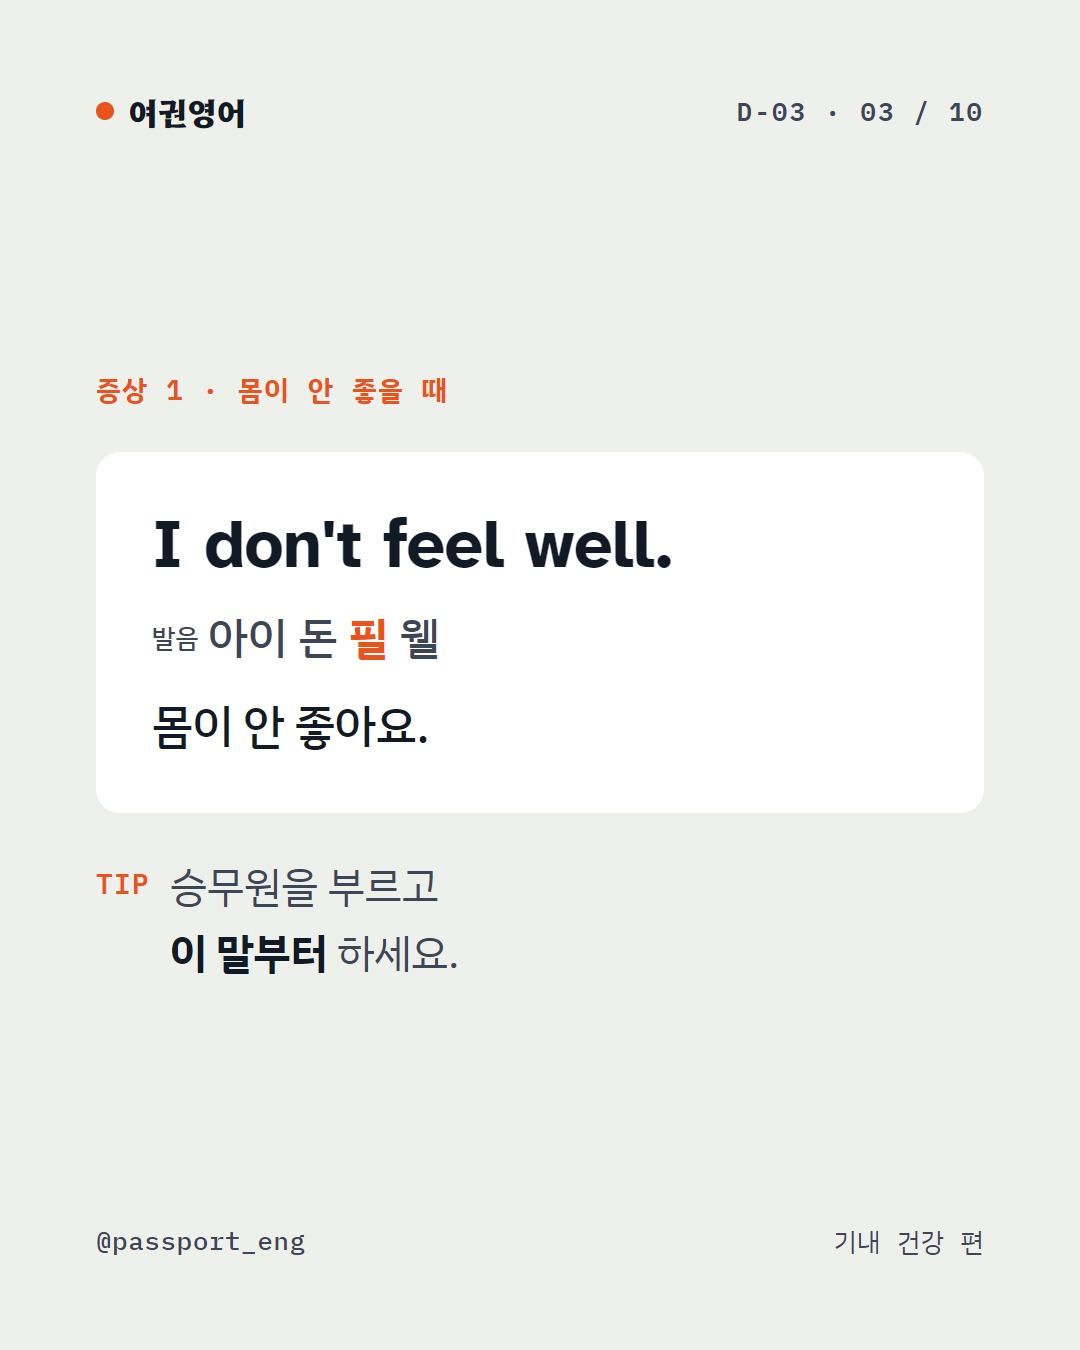 여권영어
D-03 · 03 / 10
증상 1 · 몸이 안 좋을 때
I don't feel well.
발음 아이 돈 필 웰
몸이 안 좋아요.
TIP 승무원을 부르고
이 말부터 하세요.
@passport_eng
기내 건강 편